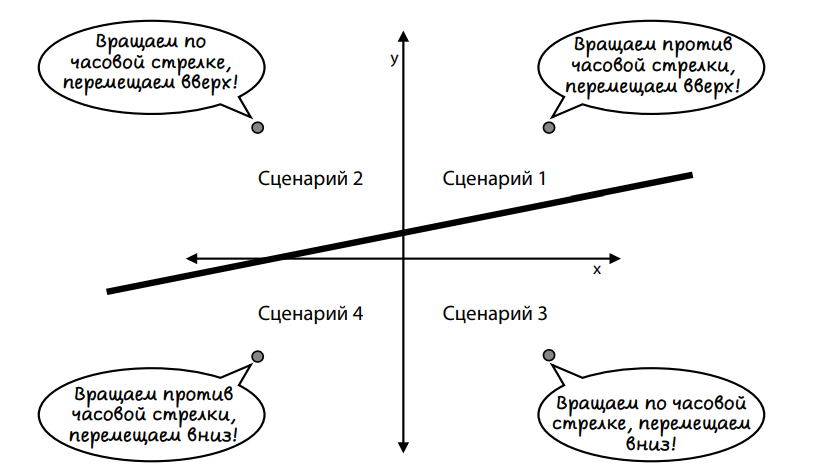 Вращаем по
часовой стрелке,
перемещаем вверх!
Вращаем против
часовой стрелки,
перемещаем вверх!
y
Сценарий 2
Сценарий 1
x
Сценарий 4
Сценарий 3
Вращаем против
часовой стрелки,
перемещаем вниз!
Вращаем по часовой
стрелке, перемещаем
вниз!